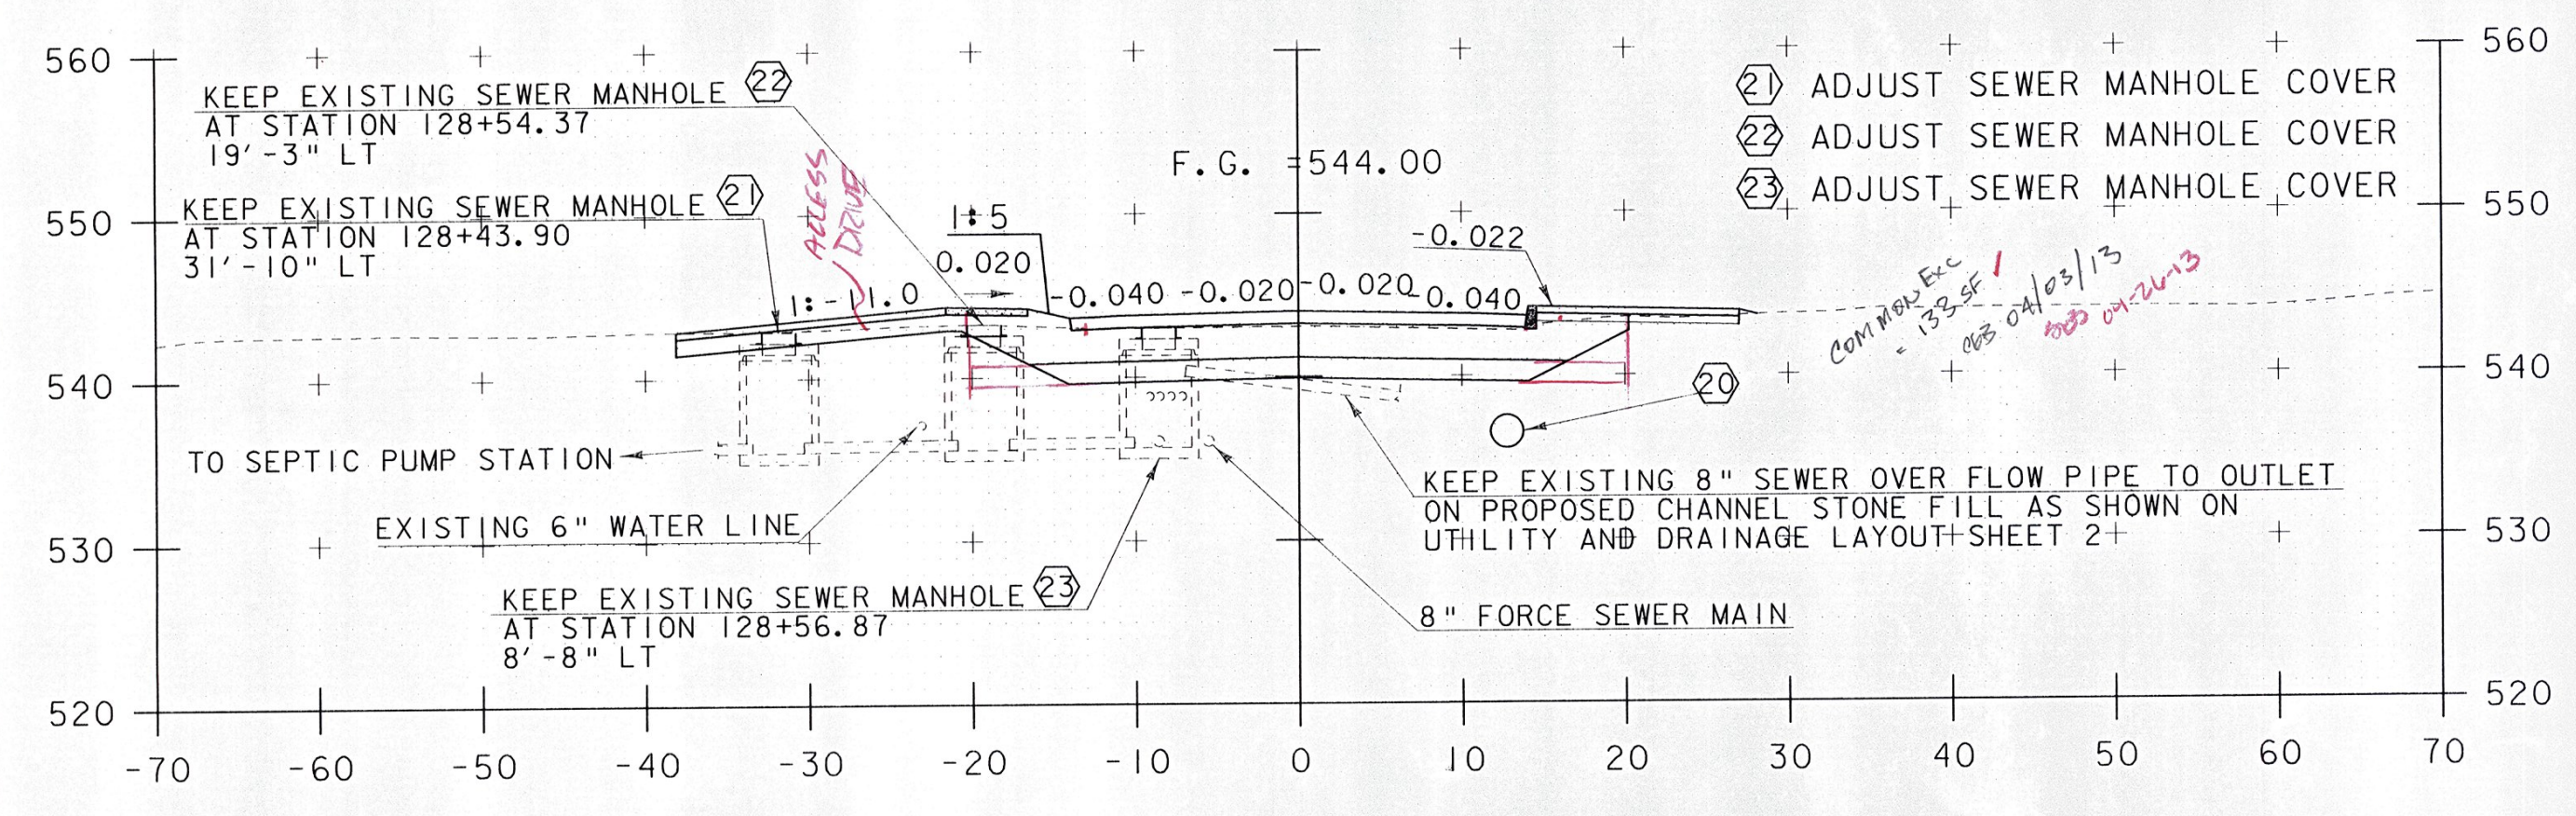 560
560
KEEP EXISTING SEWER MANHOLE 22
AT STATION 128+54.37
19'-3" LT
21 ADJUST SEWER MANHOLE COVER
22 ADJUST SEWER MANHOLE COVER
23 ADJUST SEWER MANHOLE COVER
F.G. =544.00
550
550
KEEP EXISTING SEWER MANHOLE 21
AT STATION 128+43.90
31'-10" LT
ACCESS
DRIVE
1:5
0.020
-0.022
1:-11.0
-0.040 -0.020 -0.020 -0.040
COMMON EXC
= 133 SF
04/03/13
04-26-13
540
540
20
TO SEPTIC PUMP STATION
EXISTING 6" WATER LINE
KEEP EXISTING 8" SEWER OVER FLOW PIPE TO OUTLET
ON PROPOSED CHANNEL STONE FILL AS SHOWN ON
UTILITY AND DRAINAGE LAYOUT SHEET 2
530
530
KEEP EXISTING SEWER MANHOLE 23
AT STATION 128+56.87
8'-8" LT
8" FORCE SEWER MAIN
520
520
-70 -60 -50 -40 -30 -20 -10 0 10 20 30 40 50 60 70